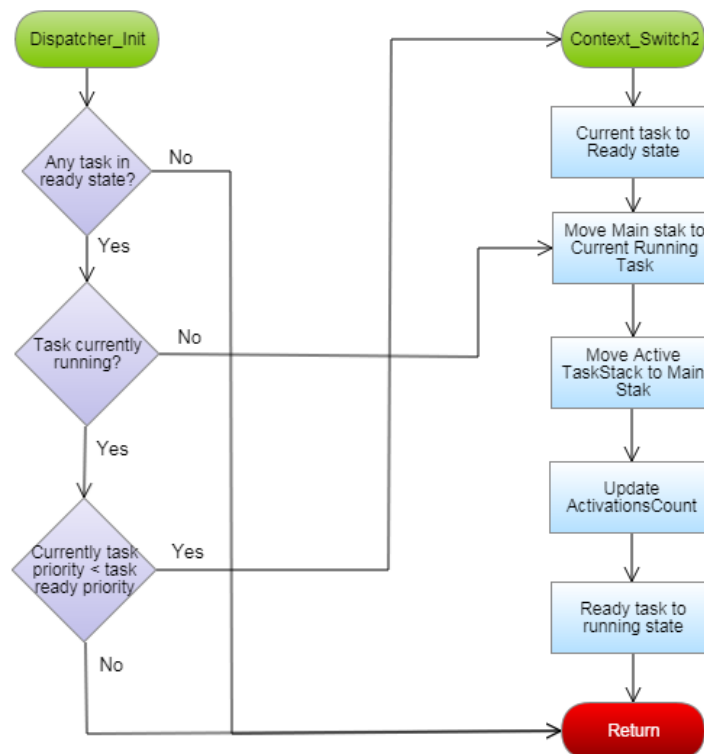 Dispatcher_Init
Any task in
ready state?
No
Yes
Task currently
running?
No
Yes
Currently task
priority < task
ready priority
Yes
No
Context_Switch2
Current task to
Ready state
Move Main stak to
Current Running
Task
Move Active
TaskStack to Main
Stak
Update
ActivationsCount
Ready task to
running state
Return